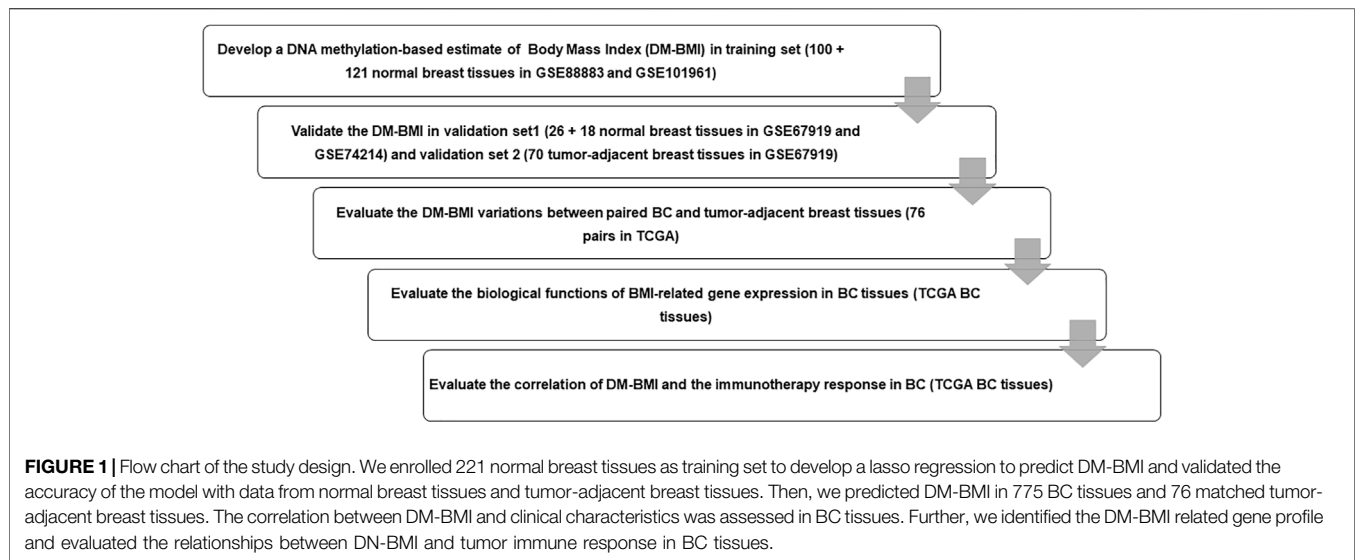 Develop a DNA methylation-based estimate of Body Mass Index (DM-BMI) in training set (100 +
121 normal breast tissues in GSE88883 and GSE101961)
Validate the DM-BMI in validation set1 (26 + 18 normal breast tissues in GSE67919 and
GSE74214) and validation set 2 (70 tumor-adjacent breast tissues in GSE67919)
Evaluate the DM-BMI variations between paired BC and tumor-adjacent breast tissues (76
pairs in TCGA)
Evaluate the biological functions of BMI-related gene expression in BC tissues (TCGA BC
tissues)
Evaluate the correlation of DM-BMI and the immunotherapy response in BC (TCGA BC tissues)
FIGURE 1 | Flow chart of the study design. We enrolled 221 normal breast tissues as training set to develop a lasso regression to predict DM-BMI and validated the
accuracy of the model with data from normal breast tissues and tumor-adjacent breast tissues. Then, we predicted DM-BMI in 775 BC tissues and 76 matched tumor-
adjacent breast tissues. The correlation between DM-BMI and clinical characteristics was assessed in BC tissues. Further, we identified the DM-BMI related gene profile
and evaluated the relationships between DN-BMI and tumor immune response in BC tissues.